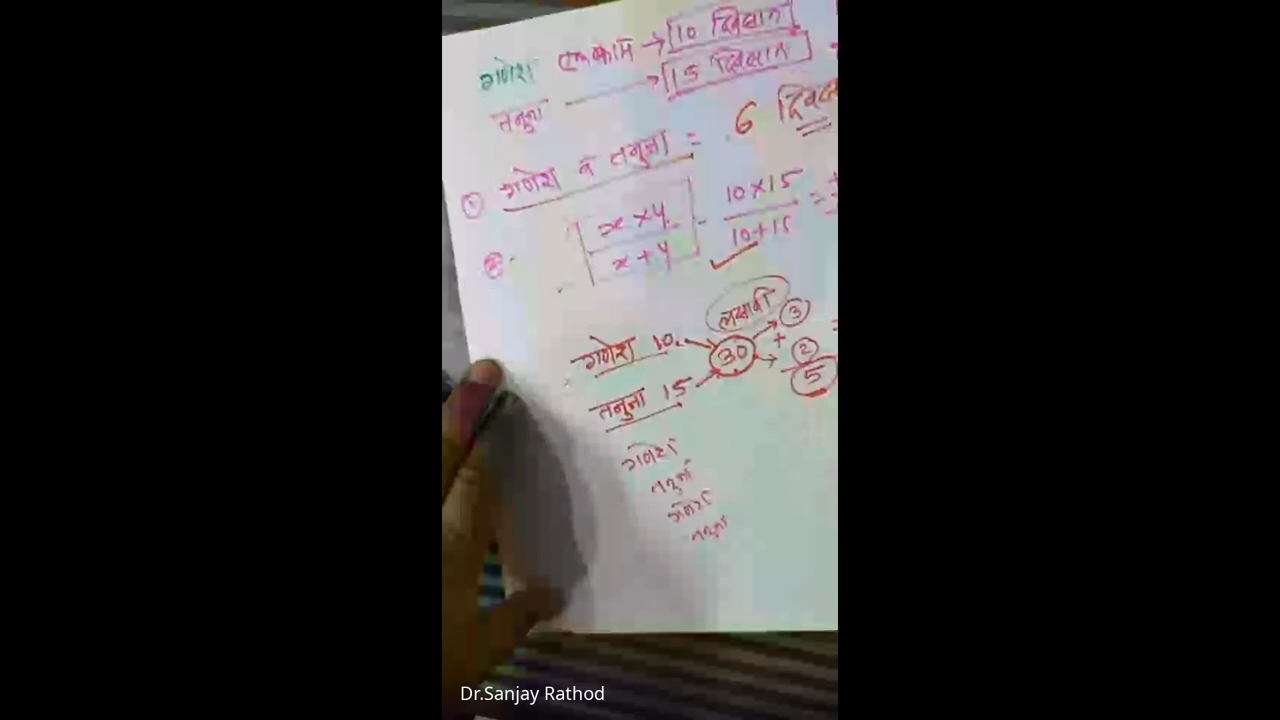 गणेश एक काम → 10 दिवसात
तनुजा → 15 दिवसात
① गणेश व तनुजा = 6
x × y / x + y = 10 × 15 / 10 + 15 =
लसावी
गणेश 10 → 30 → 3
+
तनुजा 15 → 2
5
गणेश
तनुजा
गणेश
तनुजा
Dr.Sanjay Rathod